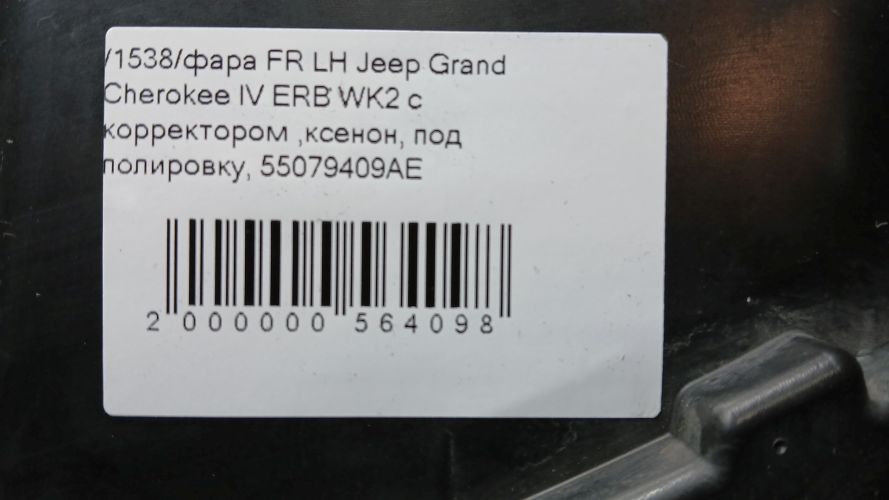 /1538/фара FR LH Jeep Grand
Cherokee IV ERB WK2 с
корректором ,ксенон, под
полировку, 55079409AE
2 000000 564098